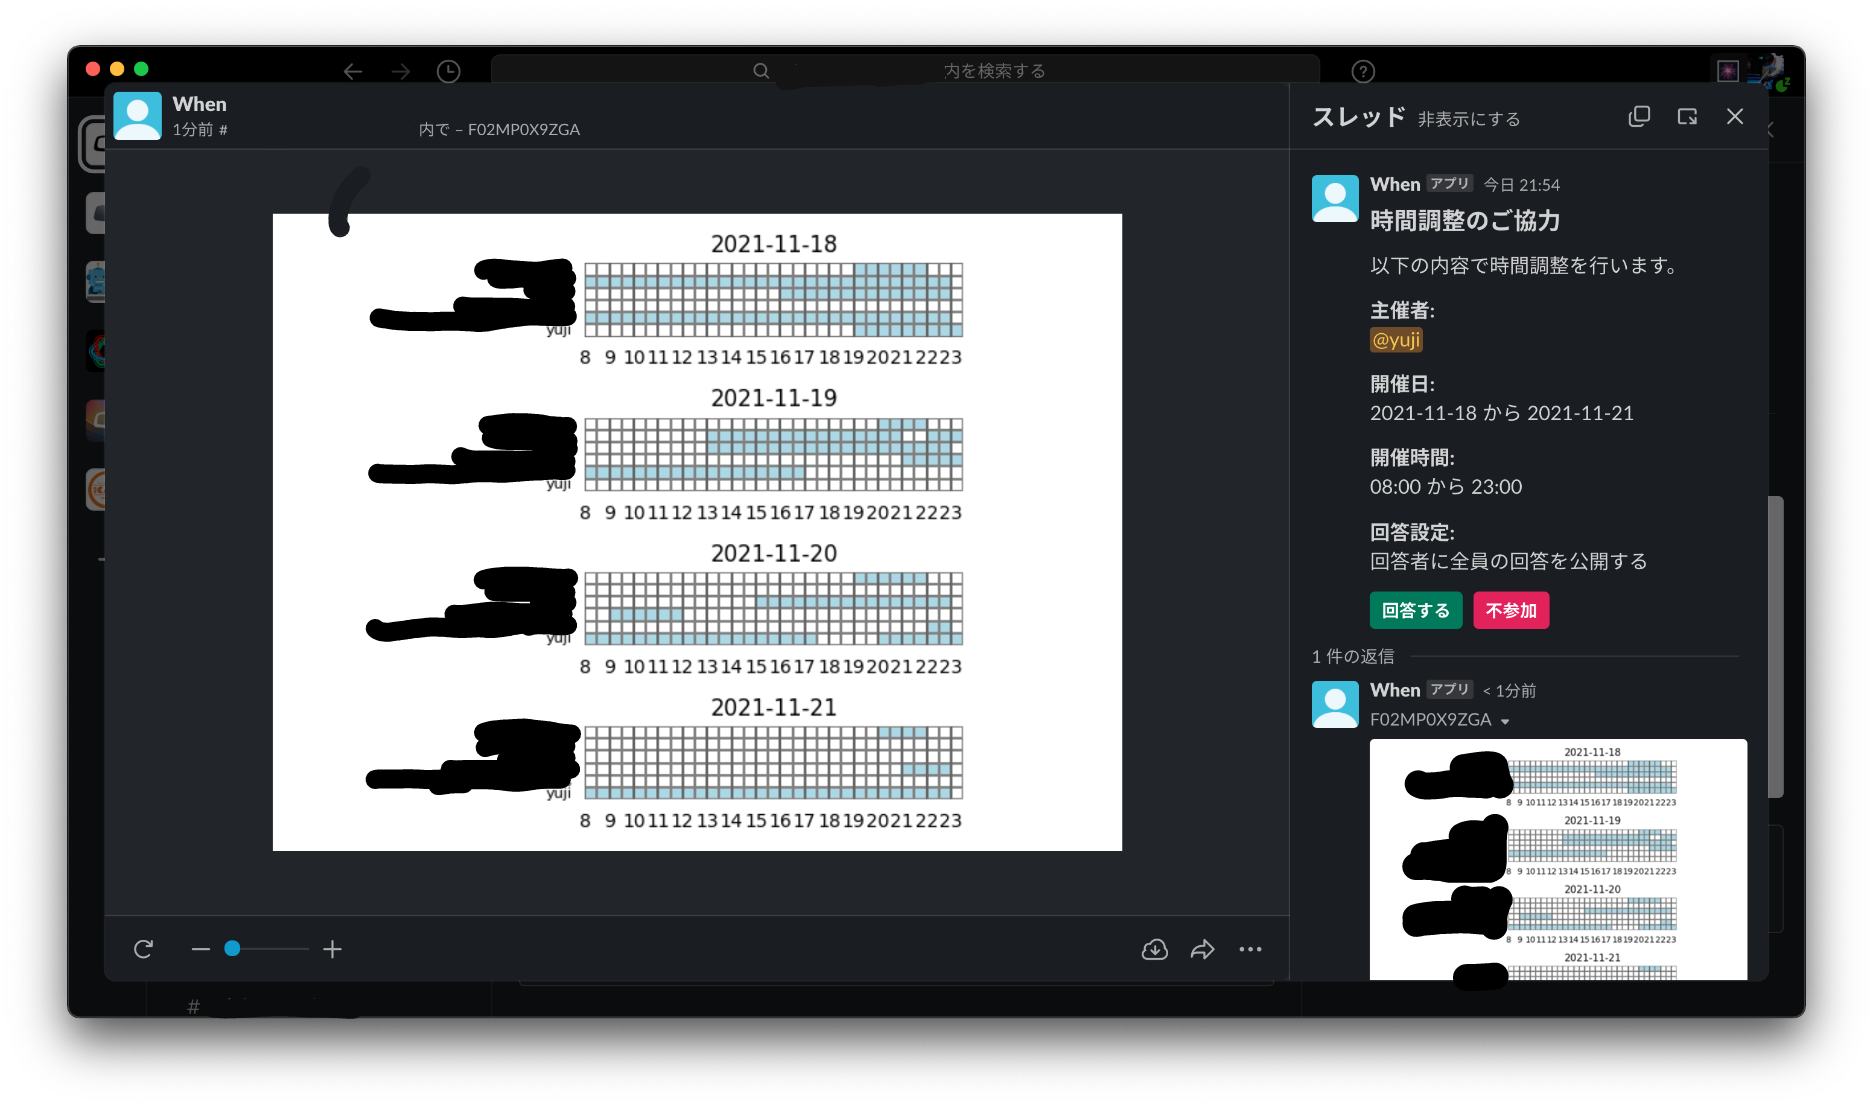 内を検索する
When
1分前 # 内で – F02MP0X9ZGA
2021-11-18
yuji
8 9 10 11 12 13 14 15 16 17 18 19 20 21 22 23
2021-11-19
yuji
8 9 10 11 12 13 14 15 16 17 18 19 20 21 22 23
2021-11-20
yuji
8 9 10 11 12 13 14 15 16 17 18 19 20 21 22 23
2021-11-21
yuji
8 9 10 11 12 13 14 15 16 17 18 19 20 21 22 23
#
スレッド 非表示にする
When アプリ 今日 21:54
時間調整のご協力
以下の内容で時間調整を行います。
主催者:
@yuji
開催日:
2021-11-18 から 2021-11-21
開催時間:
08:00 から 23:00
回答設定:
回答者に全員の回答を公開する
回答する 不参加
1 件の返信
When アプリ < 1分前
F02MP0X9ZGA
2021-11-18
8 9 10 11 12 13 14 15 16 17 18 19 20 21 22 23
2021-11-19
8 9 10 11 12 13 14 15 16 17 18 19 20 21 22 23
2021-11-20
8 9 10 11 12 13 14 15 16 17 18 19 20 21 22 23
2021-11-21